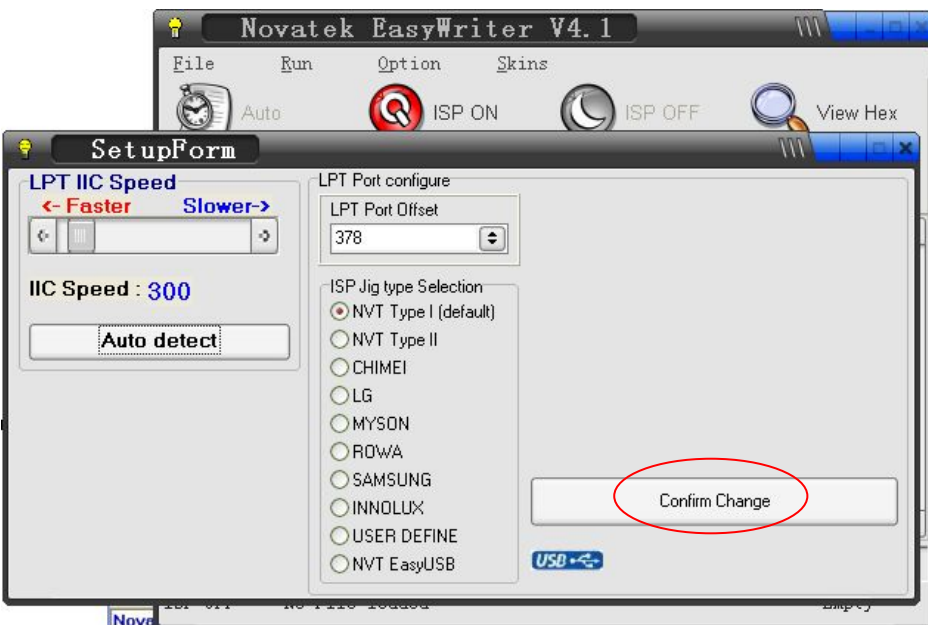 Novatek EasyWriter V4.1
File Run Option Skins
Auto ISP ON ISP OFF View Hex
SetupForm
LPT IIC Speed
<- Faster Slower->
IIC Speed : 300
Auto detect
LPT Port configure
LPT Port Offset
378
ISP Jig type Selection
NVT Type I (default)
NVT Type II
CHIMEI
LG
MYSON
ROWA
SAMSUNG
INNOLUX
USER DEFINE
NVT EasyUSB
Confirm Change
USB